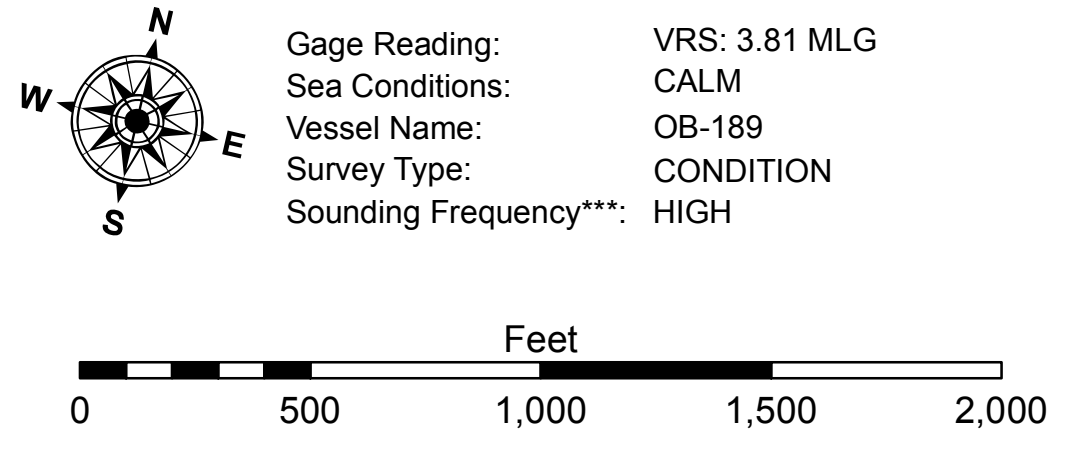 N
W
E
S
Gage Reading: VRS: 3.81 MLG
Sea Conditions: CALM
Vessel Name: OB-189
Survey Type: CONDITION
Sounding Frequency***: HIGH
Feet
0 500 1,000 1,500 2,000